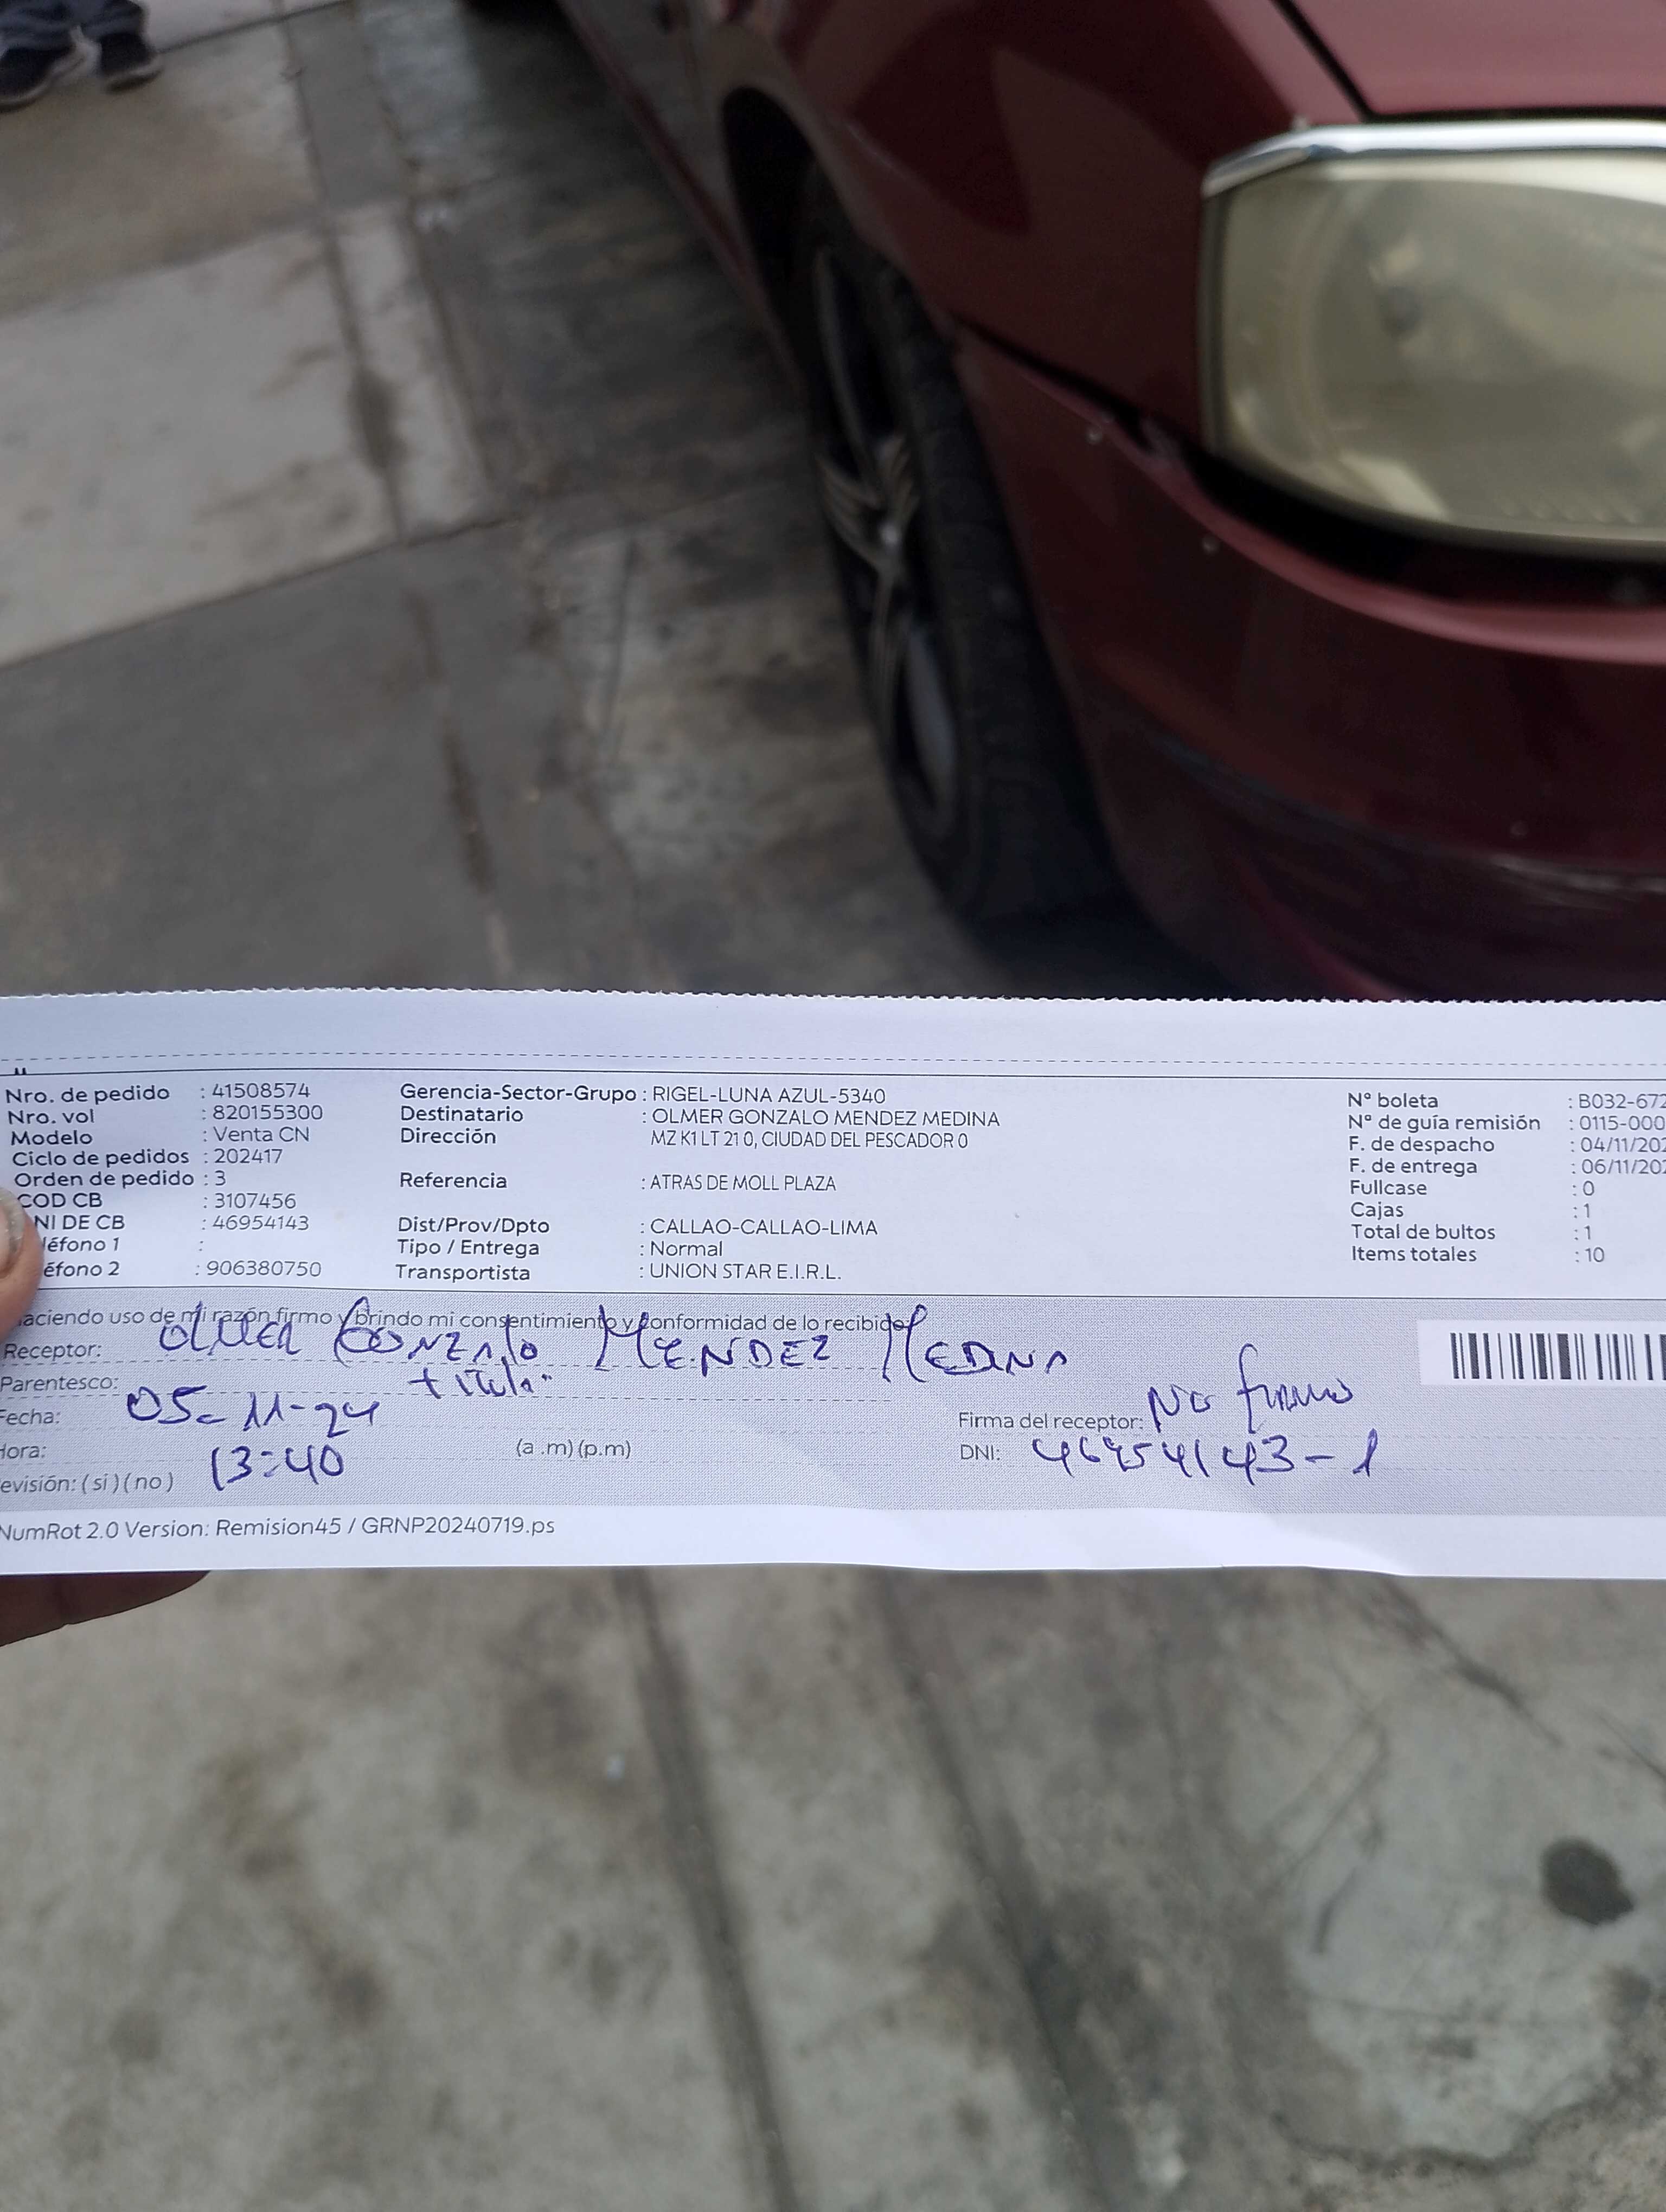 Nro. de pedido : 41508574
Nro. vol : 820155300
Modelo : Venta CN
Ciclo de pedidos : 202417
Orden de pedido : 3
COD CB : 3107456
NI DE CB : 46954143
léfono 1 :
éfono 2 : 906380750
Gerencia-Sector-Grupo : RIGEL-LUNA AZUL-5340
Destinatario : OLMER GONZALO MENDEZ MEDINA
Dirección MZ K1 LT 21 0, CIUDAD DEL PESCADOR 0
Referencia : ATRAS DE MOLL PLAZA
Dist/Prov/Dpto : CALLAO-CALLAO-LIMA
Tipo / Entrega : Normal
Transportista : UNION STAR E.I.R.L.
N° boleta : B032-672
N° de guía remisión : 0115-000
F. de despacho : 04/11/202
F. de entrega : 06/11/202
Fullcase : 0
Cajas : 1
Total de bultos : 1
Items totales : 10
aciendo uso de mi razón firmo y brindo mi consentimiento y conformidad de lo recibido
Receptor: OLMER GONZALO MENDEZ MEDINA
Parentesco: titular
Fecha: 05-11-24
Hora: 13:40 (a .m) (p.m)
evisión: ( si ) ( no )
Firma del receptor: No firmo
DNI: 46954143-1
NumRot 2.0 Version: Remision45 / GRNP20240719.ps